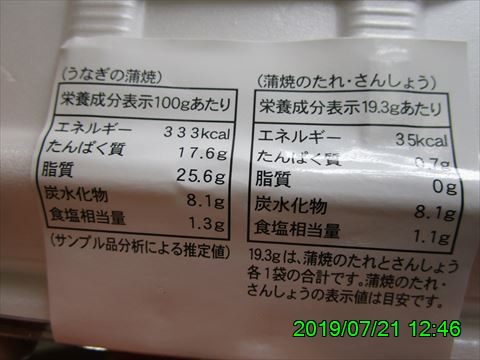 (うなぎの蒲焼)
栄養成分表示100gあたり
エネルギー 333kcal
たんぱく質 17.6g
脂質 25.6g
炭水化物 8.1g
食塩相当量 1.3g
(サンプル品分析による推定値)
(蒲焼のたれ・さんしょう)
栄養成分表示19.3gあたり
エネルギー 35kcal
たんぱく質 0.7g
脂質 0g
炭水化物 8.1g
食塩相当量 1.1g
19.3gは、蒲焼のたれとさんしょう
各1袋の合計です。蒲焼のたれ・
さんしょうの表示値は目安です。
2019/07/21 12:46